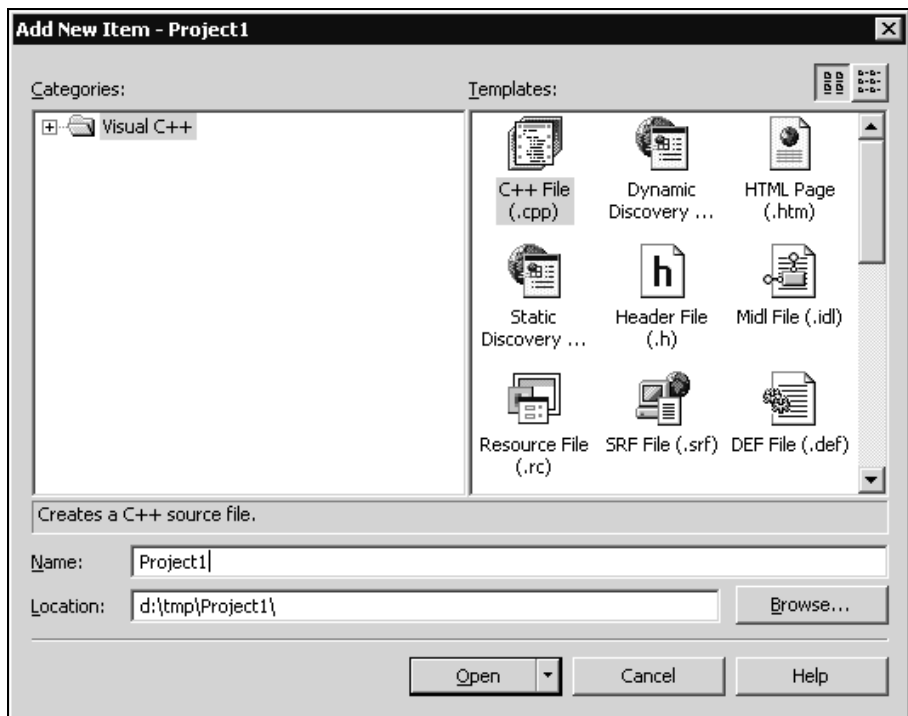 Add New Item - Project1
Categories:
Templates:
Visual C++
C++ File
(.cpp)
Dynamic
Discovery ...
HTML Page
(.htm)
Static
Discovery ...
Header File
(.h)
Midl File (.idl)
Resource File
(.rc)
SRF File (.srf)
DEF File (.def)
Creates a C++ source file.
Name:
Project1
Location:
d:\tmp\Project1\
Browse...
Open
Cancel
Help